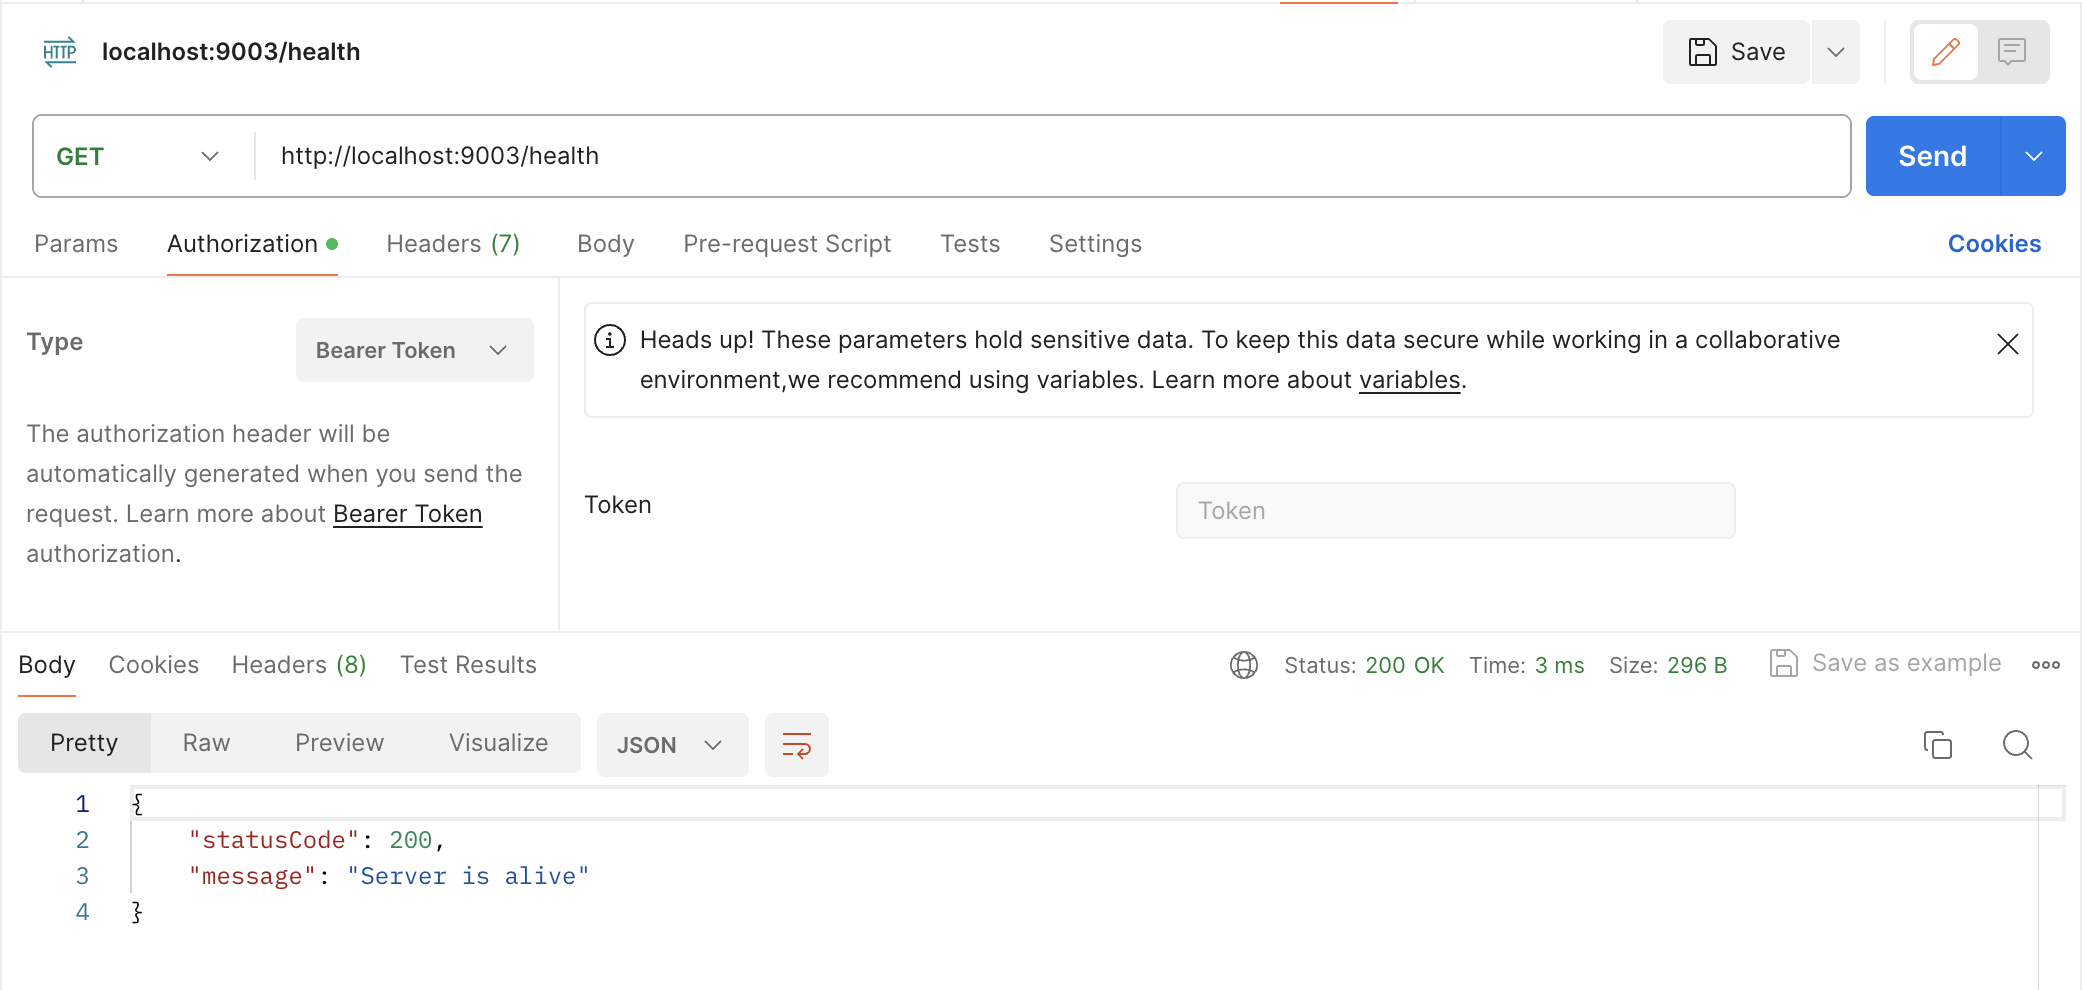 HTTP localhost:9003/health Save
GET http://localhost:9003/health Send
Params Authorization Headers (7) Body Pre-request Script Tests Settings Cookies
Type Bearer Token
The authorization header will be
automatically generated when you send the
request. Learn more about Bearer Token
authorization.
Heads up! These parameters hold sensitive data. To keep this data secure while working in a collaborative
environment,we recommend using variables. Learn more about variables.
Token Token
Body Cookies Headers (8) Test Results Status: 200 OK Time: 3 ms Size: 296 B Save as example
Pretty Raw Preview Visualize JSON
1 {
2 "statusCode": 200,
3 "message": "Server is alive"
4 }